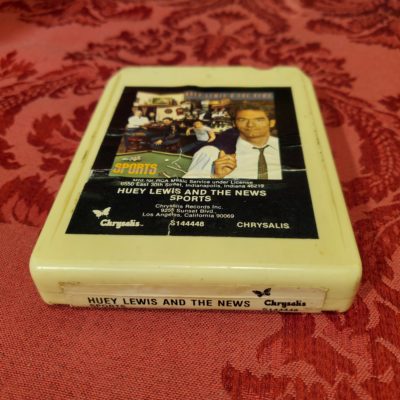 HUEY LEWIS & THE NEWS
SPORTS
Mfd. for RCA Music Service under License
6550 East 30th Street, Indianapolis, Indiana 46219
HUEY LEWIS AND THE NEWS
SPORTS
Chrysalis Records Inc.
9255 Sunset Blvd.,
Los Angeles, California 90069
Chrysalis S144448 CHRYSALIS
HUEY LEWIS AND THE NEWS Chrysalis
SPORTS S144448